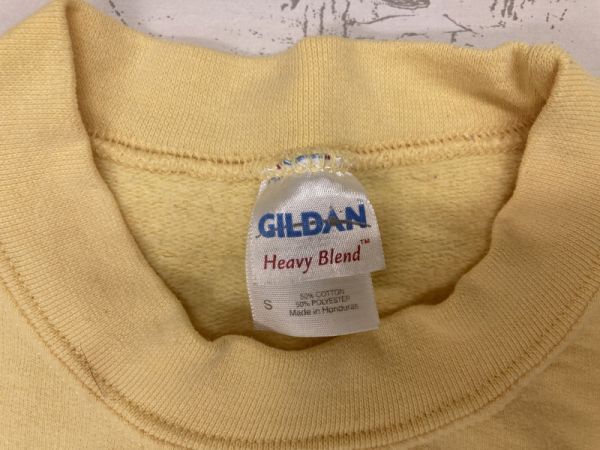 GILDAN
Heavy Blend™
S
50% COTTON
50% POLYESTER
Made in Honduras